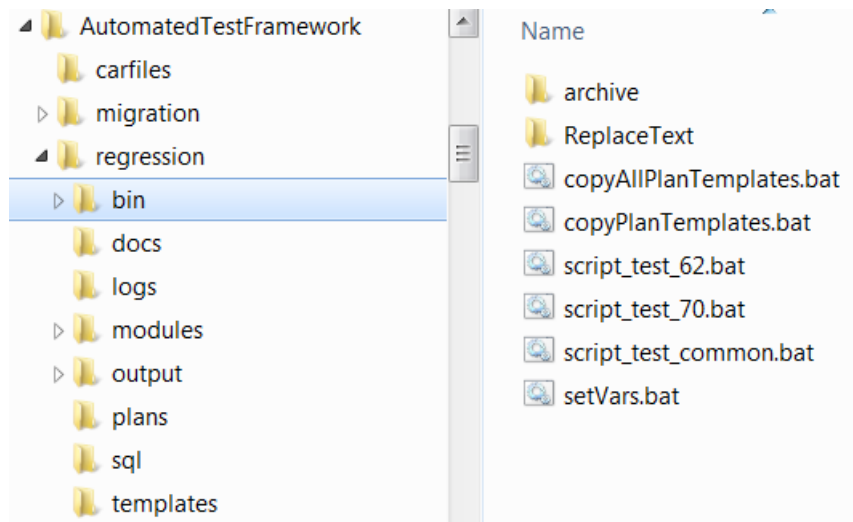 AutomatedTestFramework
carfiles
migration
regression
bin
docs
logs
modules
output
plans
sql
templates
Name
archive
ReplaceText
copyAllPlanTemplates.bat
copyPlanTemplates.bat
script_test_62.bat
script_test_70.bat
script_test_common.bat
setVars.bat